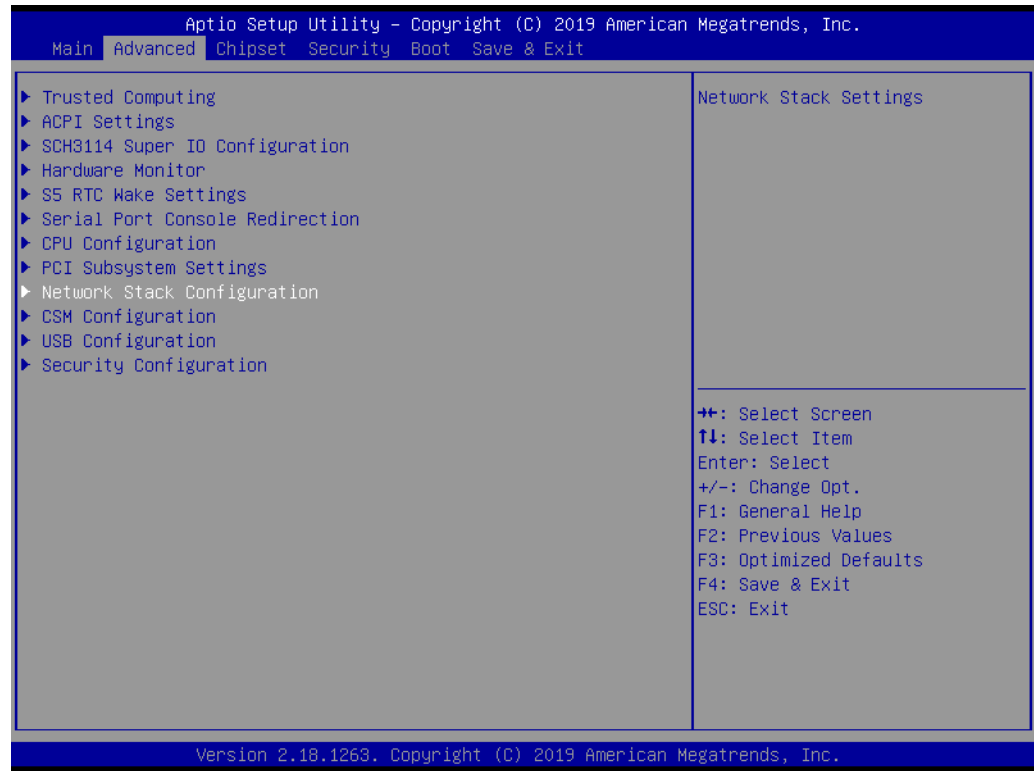 Aptio Setup Utility – Copyright (C) 2019 American Megatrends, Inc.
Main Advanced Chipset Security Boot Save & Exit
▶ Trusted Computing
▶ ACPI Settings
▶ SCH3114 Super IO Configuration
▶ Hardware Monitor
▶ S5 RTC Wake Settings
▶ Serial Port Console Redirection
▶ CPU Configuration
▶ PCI Subsystem Settings
▶ Network Stack Configuration
▶ CSM Configuration
▶ USB Configuration
▶ Security Configuration
Network Stack Settings
→←: Select Screen
↑↓: Select Item
Enter: Select
+/-: Change Opt.
F1: General Help
F2: Previous Values
F3: Optimized Defaults
F4: Save & Exit
ESC: Exit
Version 2.18.1263. Copyright (C) 2019 American Megatrends, Inc.